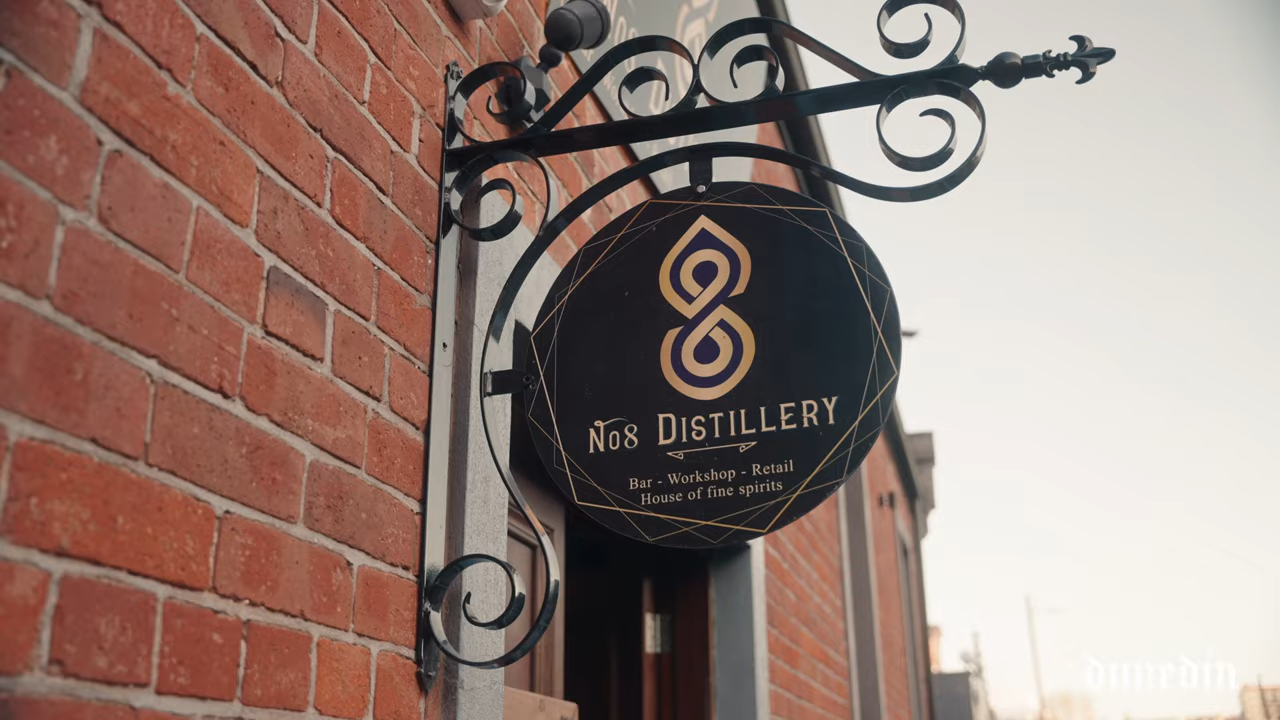 No8 Distillery
Bar - Workshop - Retail
House of fine spirits
dunedin